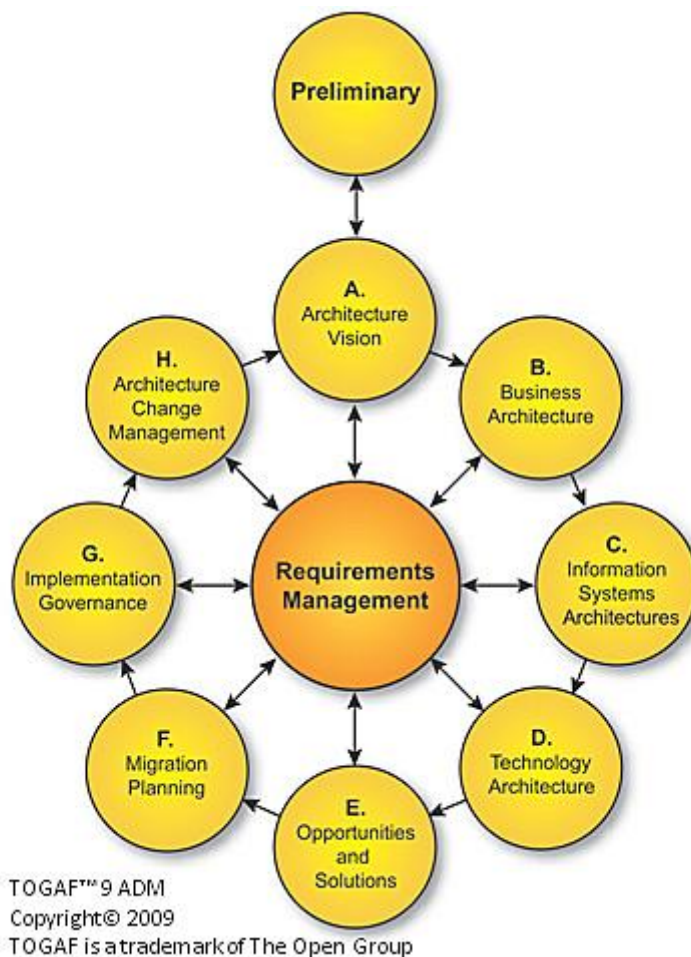 Preliminary
A.
Architecture
Vision
B.
Business
Architecture
C.
Information
Systems
Architectures
D.
Technology
Architecture
E.
Opportunities
and
Solutions
F.
Migration
Planning
G.
Implementation
Governance
H.
Architecture
Change
Management
Requirements
Management
TOGAF™ 9 ADM
Copyright© 2009
TOGAF is a trademark of The Open Group